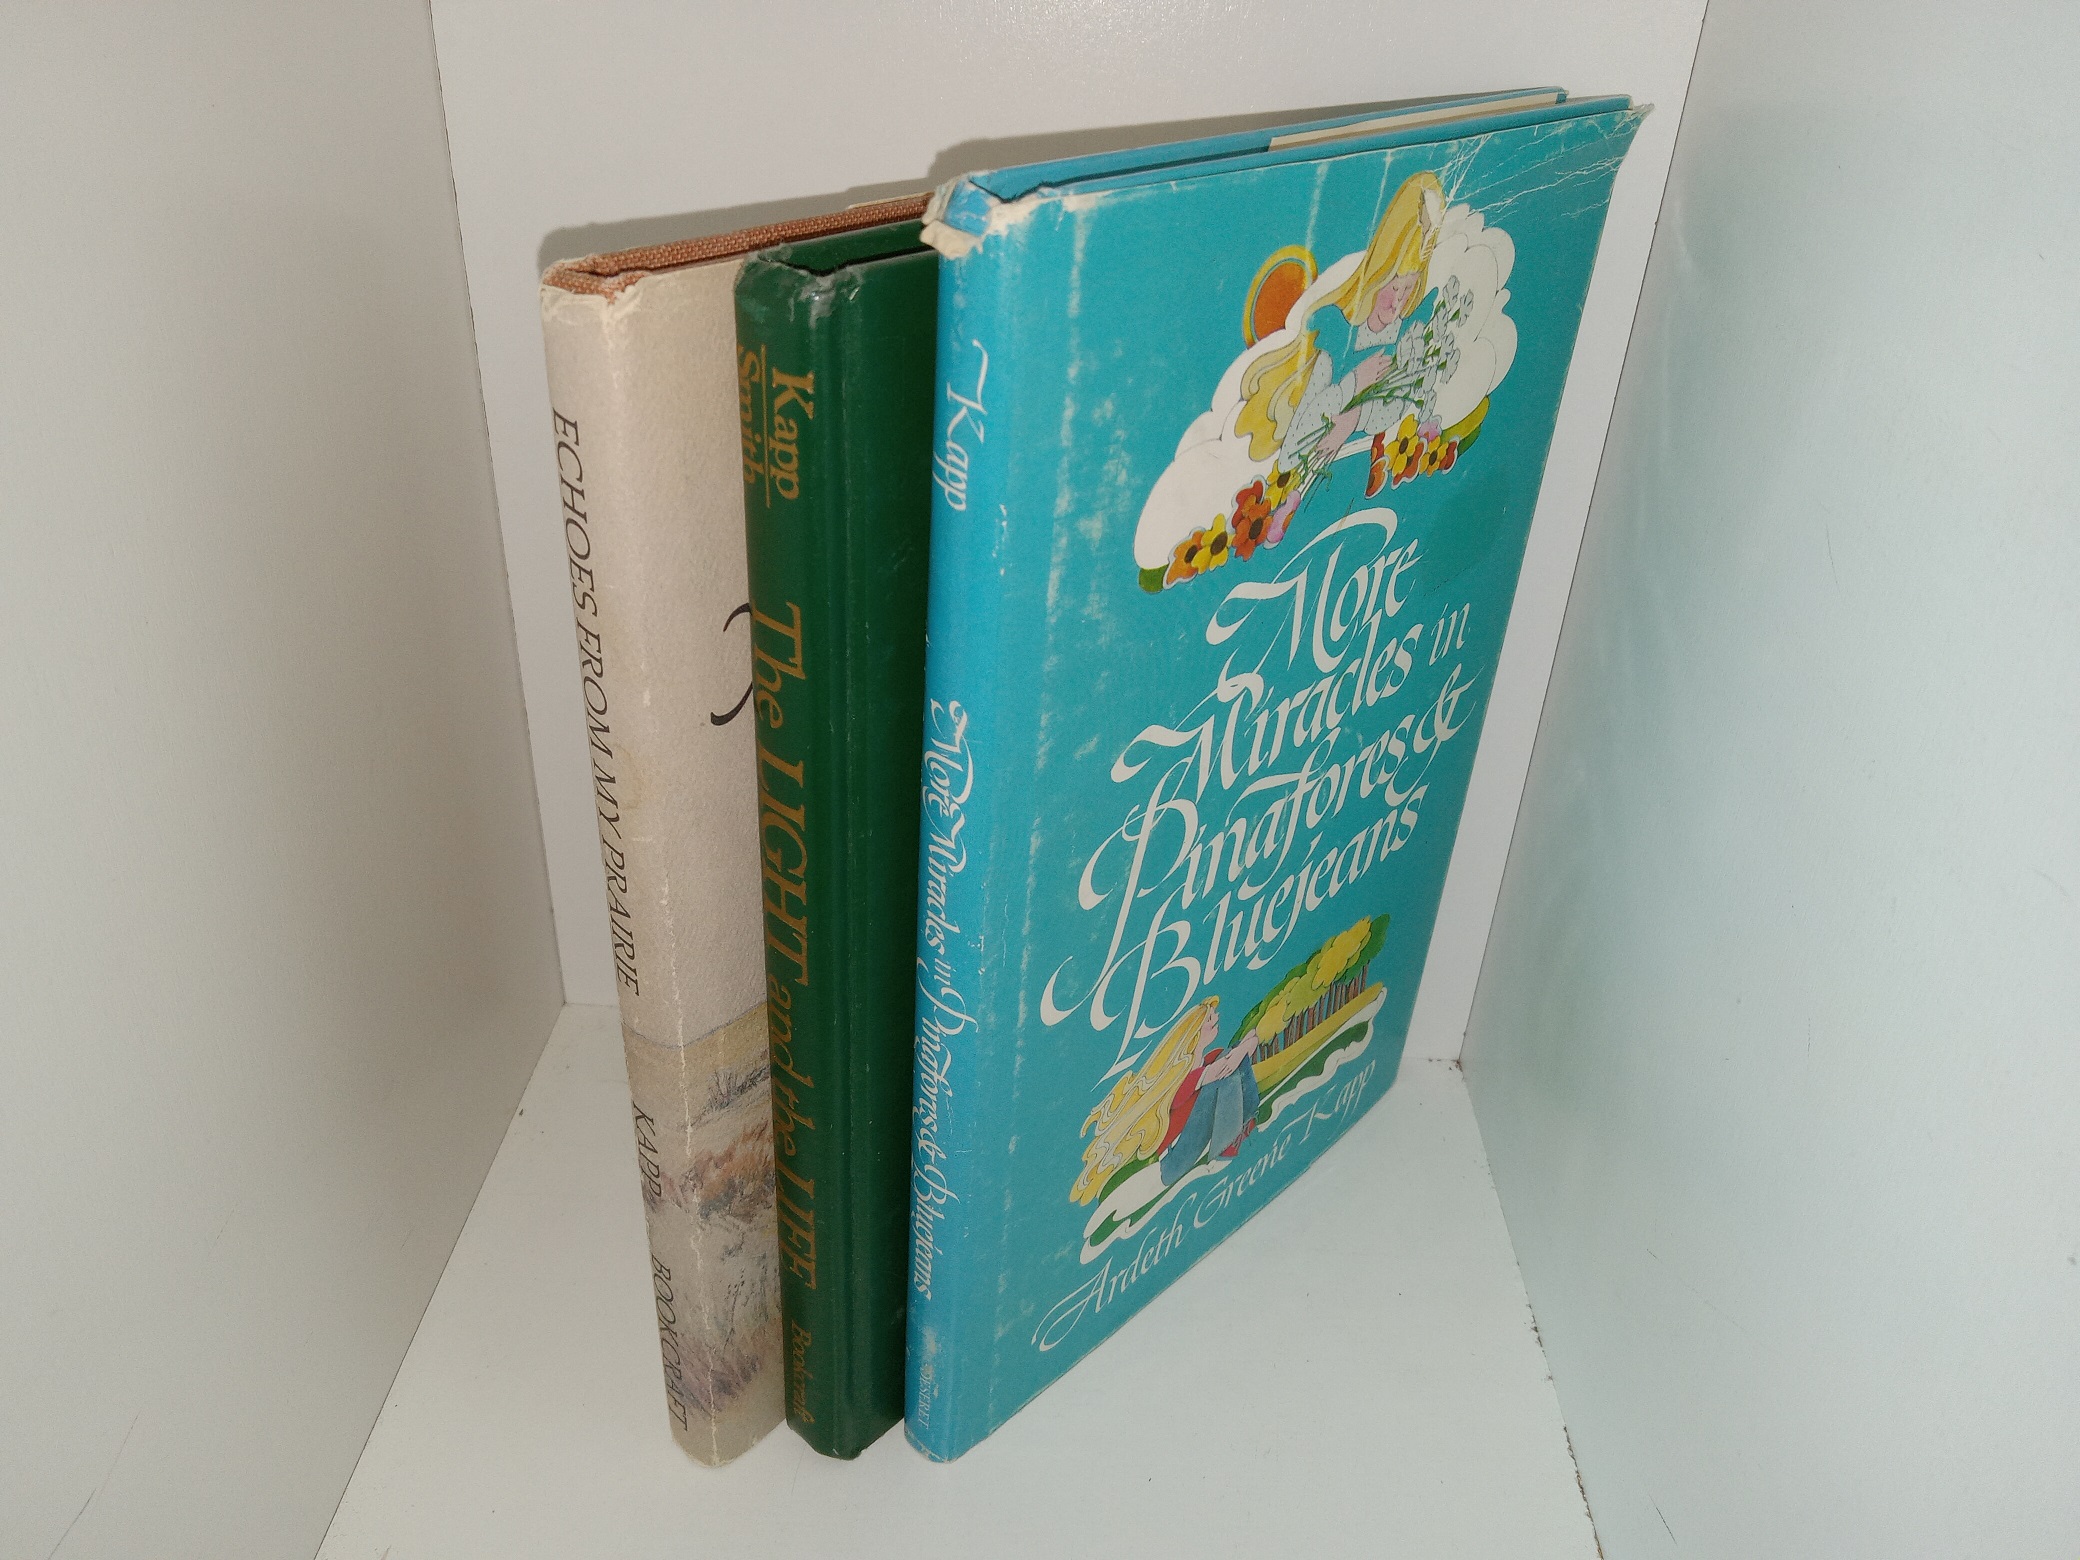 ECHOES FROM MY PRAIRIE
KAPP
BOOKCRAFT
Kapp
Smith
The LIGHT and the LIFE
Bookcraft
Kapp
More Miracles in Pinafores & Bluejeans
DESERET
More
Miracles in
Pinafores &
Bluejeans
Ardeth Greene Kapp